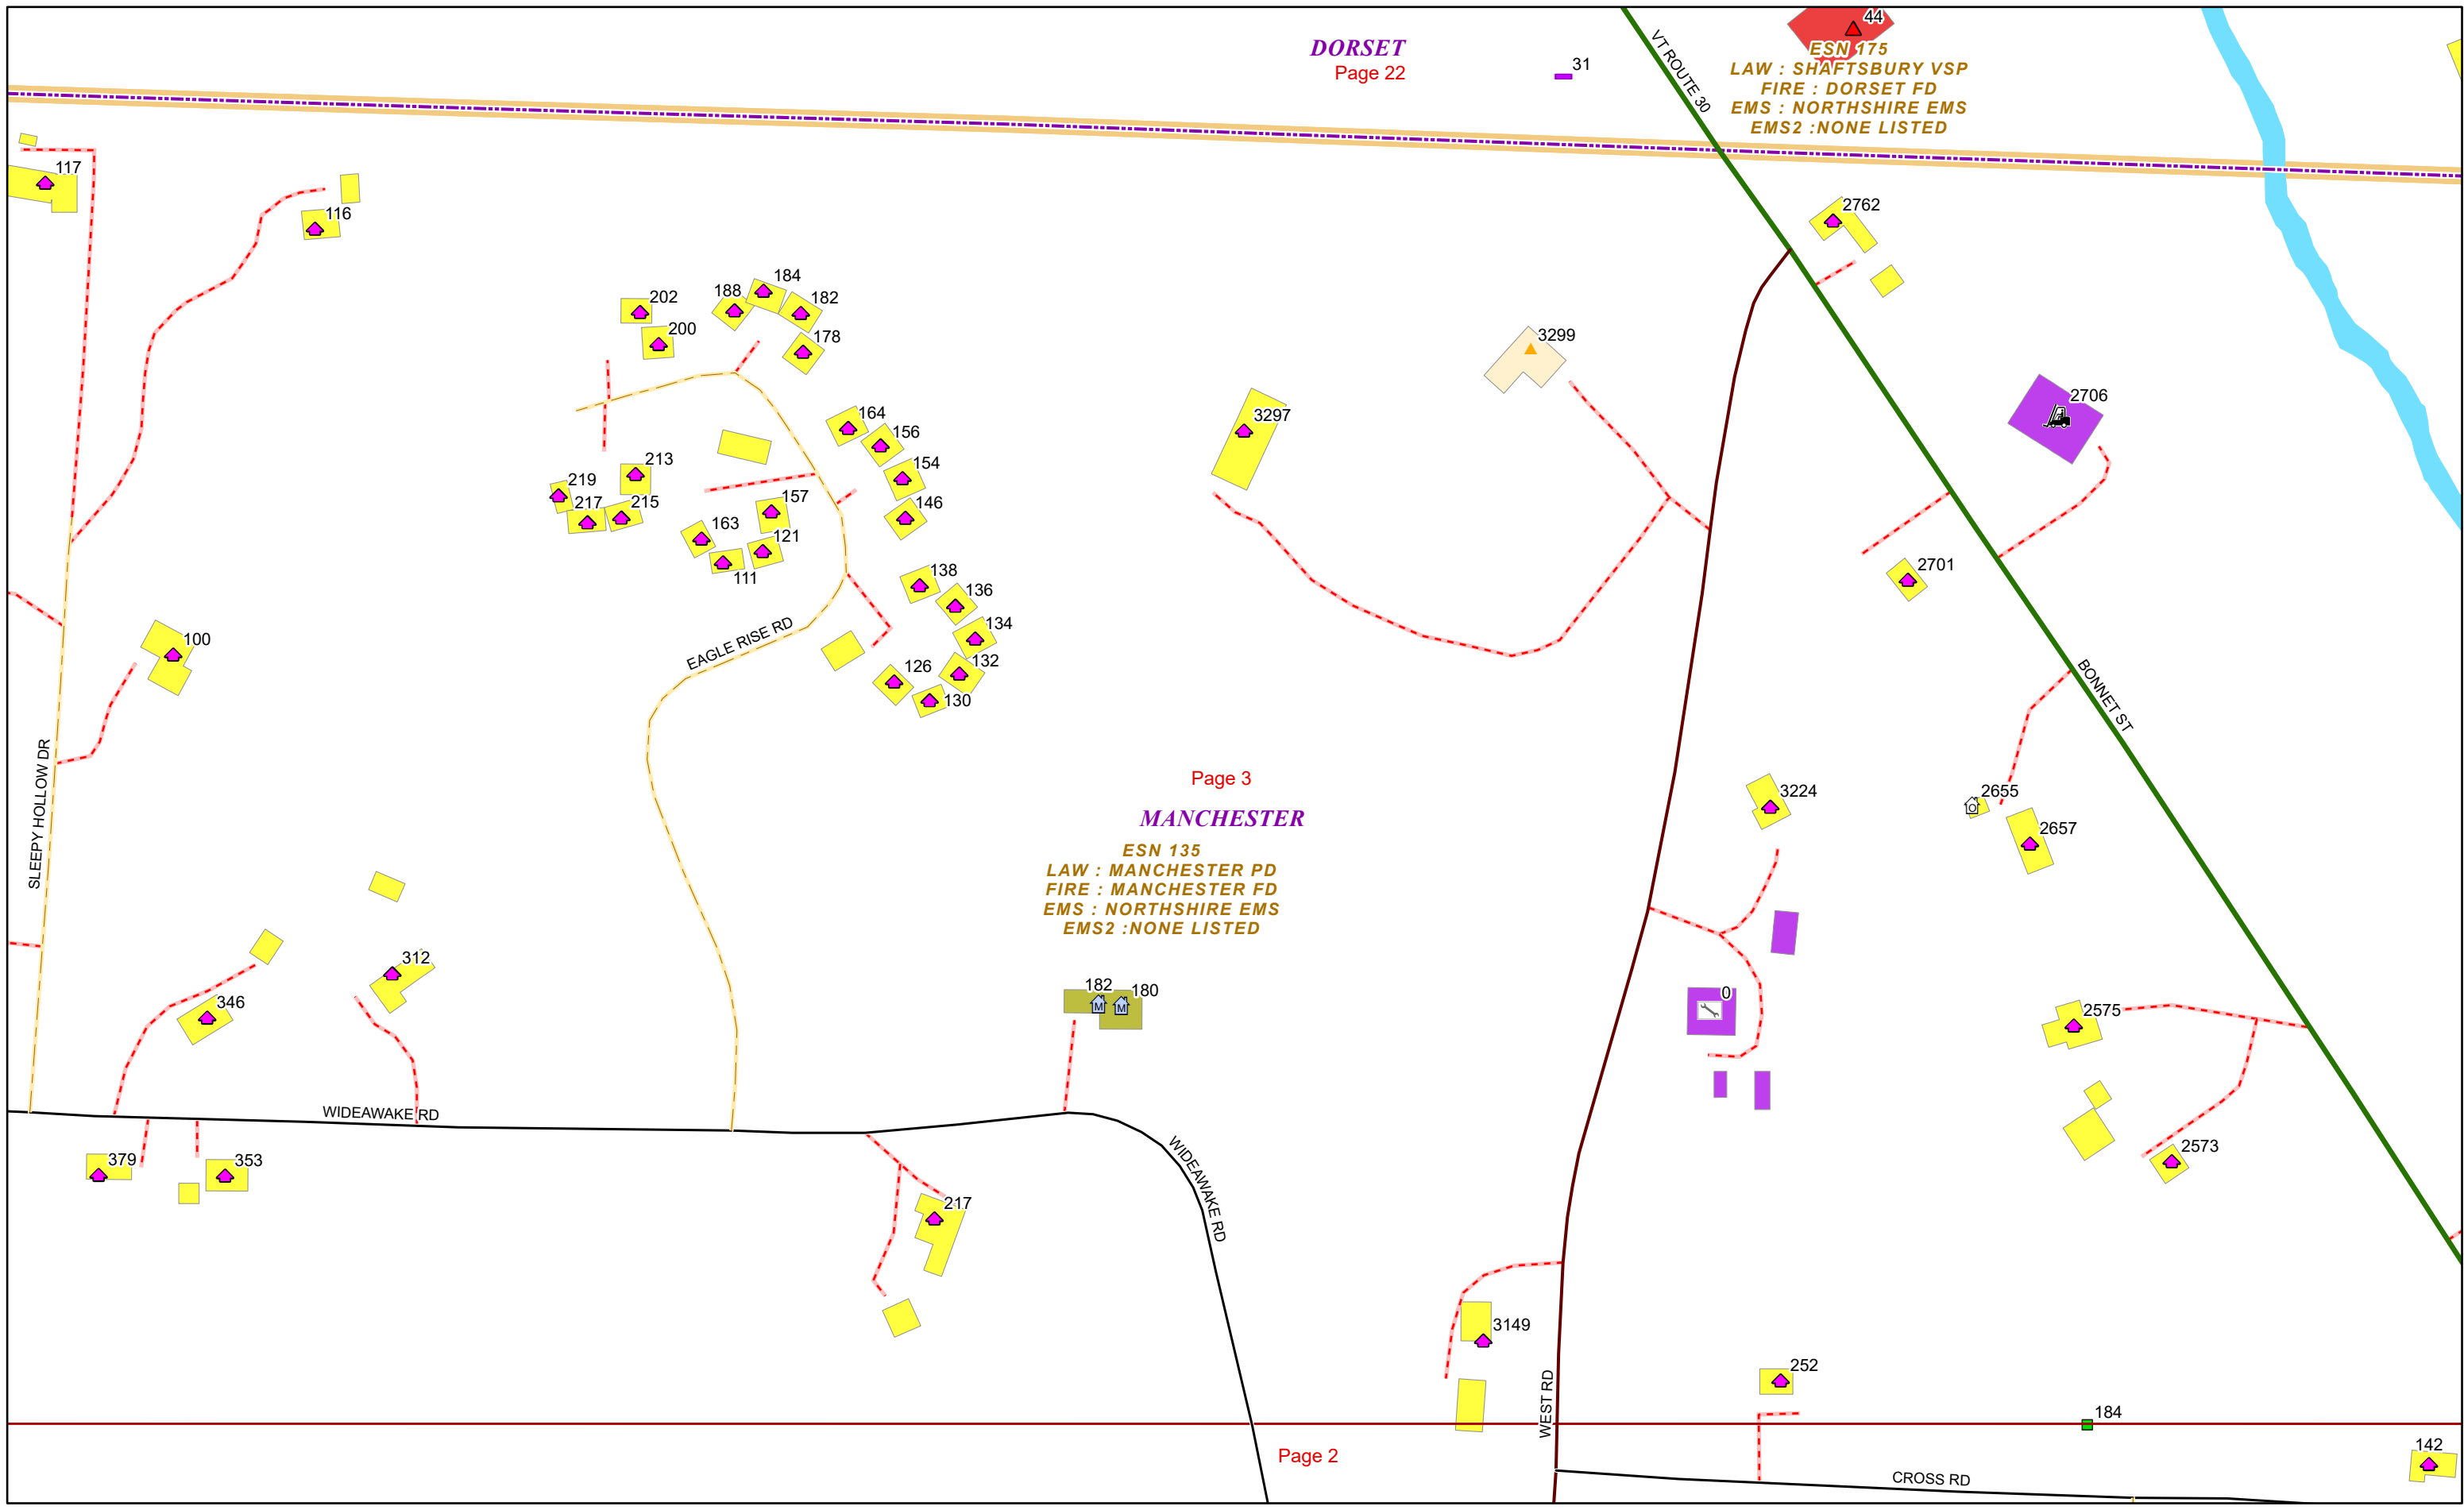 44
DORSET
Page 22
31
VT ROUTE 30
ESN 175
LAW : SHAFTSBURY VSP
FIRE : DORSET FD
EMS : NORTHSHIRE EMS
EMS2 :NONE LISTED
117
116
2762
184
188
182
202
200
178
3299
2706
164
3297
156
154
213
219
217
215
157
146
163
121
111
2701
138
136
134
100
EAGLE RISE RD
132
126
130
BONNET ST
SLEEPY HOLLOW DR
Page 3
MANCHESTER
ESN 135
LAW : MANCHESTER PD
FIRE : MANCHESTER FD
EMS : NORTHSHIRE EMS
EMS2 :NONE LISTED
3224
2655
O
2657
312
346
182
M
180
M
0
2575
WIDEAWAKE RD
379
353
WIDEAWAKE RD
2573
217
3149
252
WEST RD
184
Page 2
142
CROSS RD